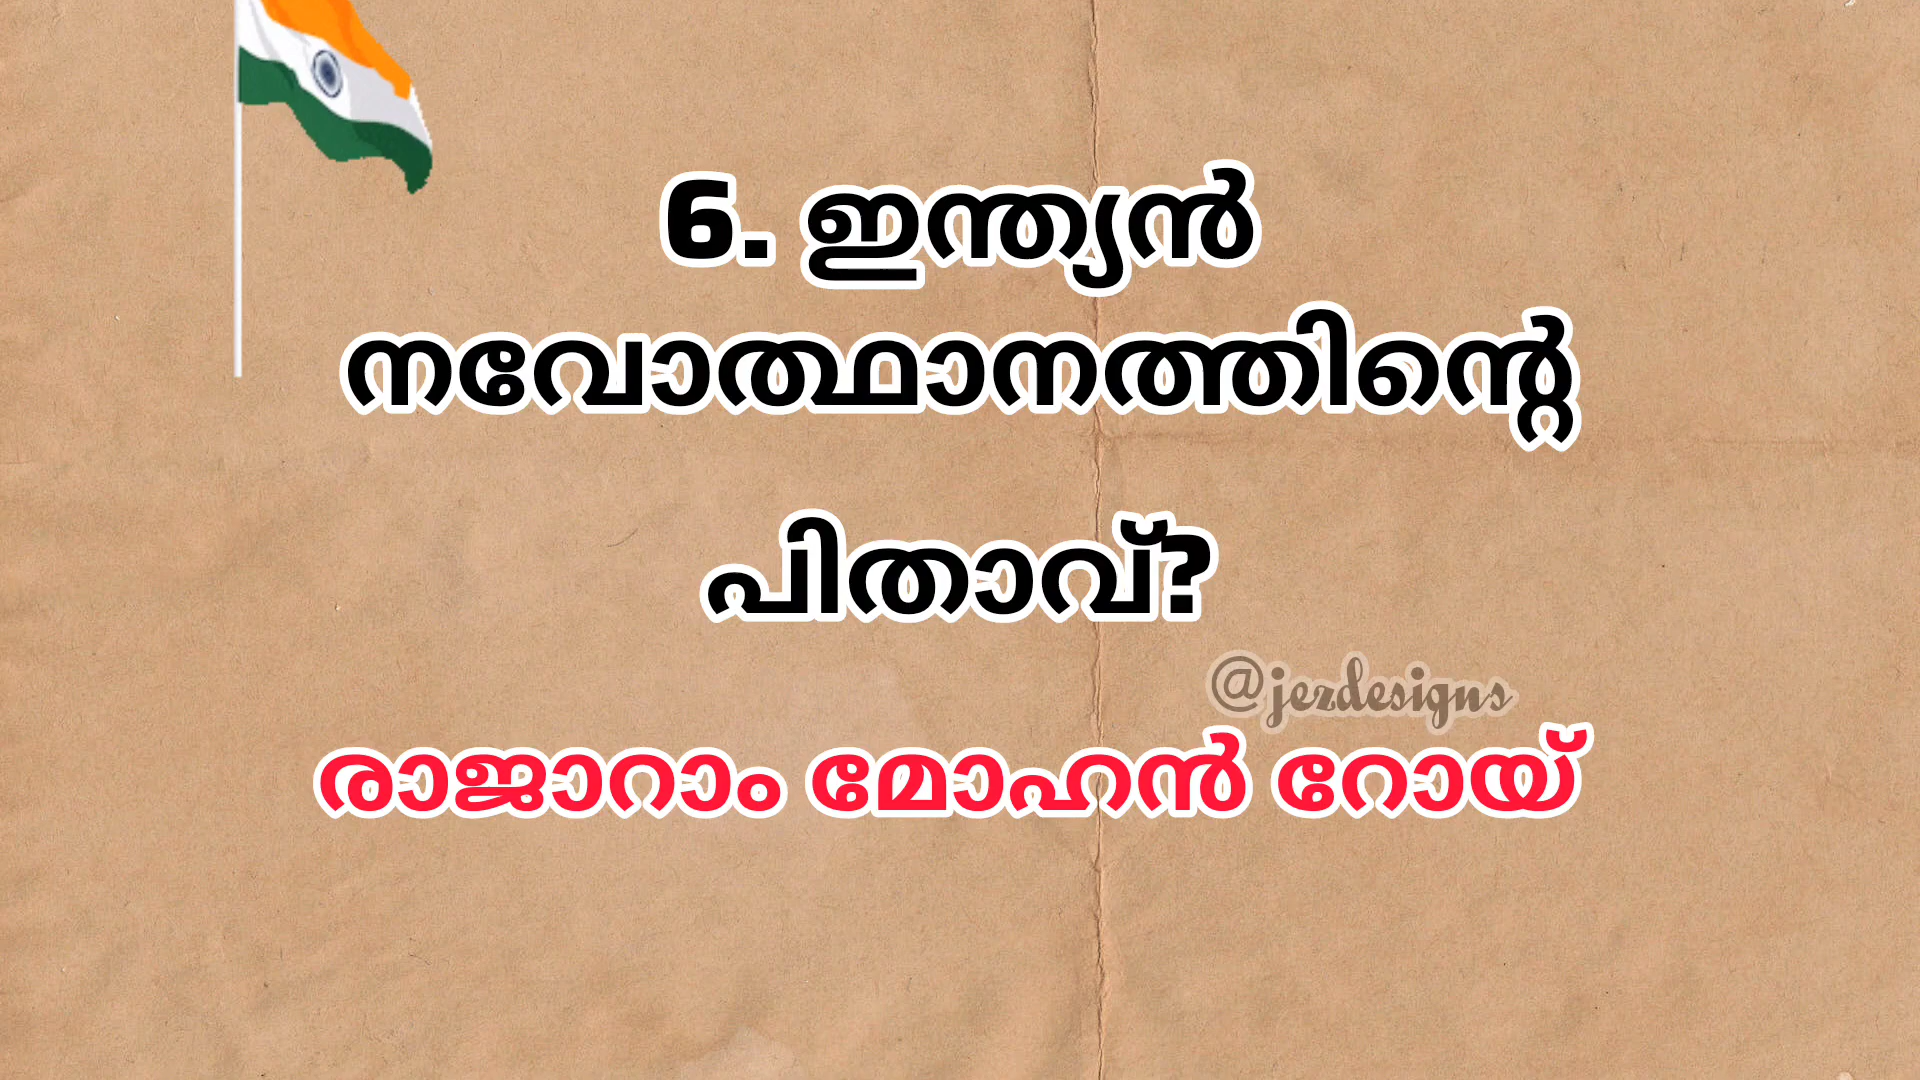 6. ഇന്ത്യൻ
നവോത്ഥാനത്തിന്റെ
പിതാവ്?
@jezdesigns
രാജാറാം മോഹൻ റോയ്